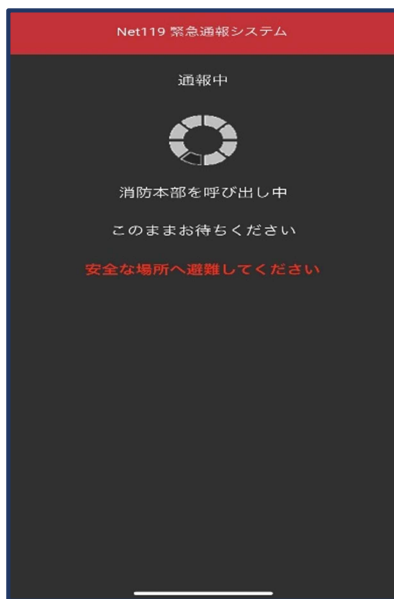 Net119 緊急通報システム
通報中
消防本部を呼び出し中
このままお待ちください
安全な場所へ避難してください